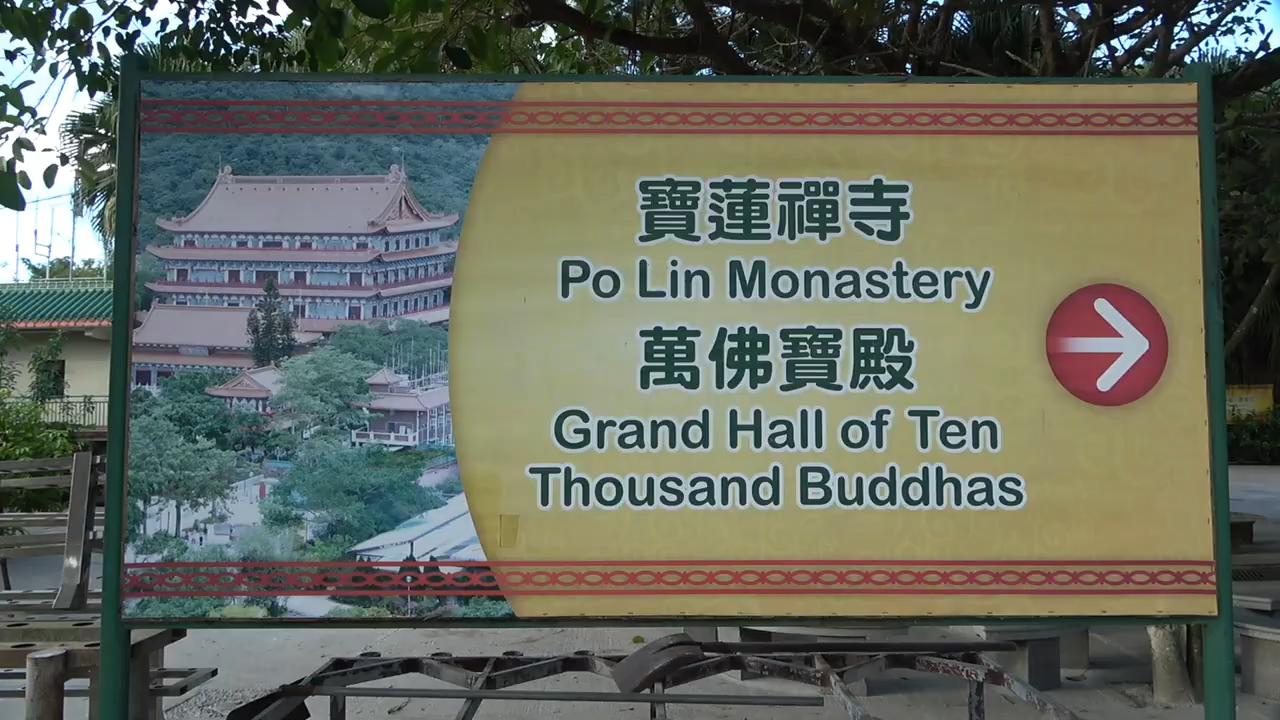 寶蓮禪寺
Po Lin Monastery
萬佛寶殿
Grand Hall of Ten
Thousand Buddhas